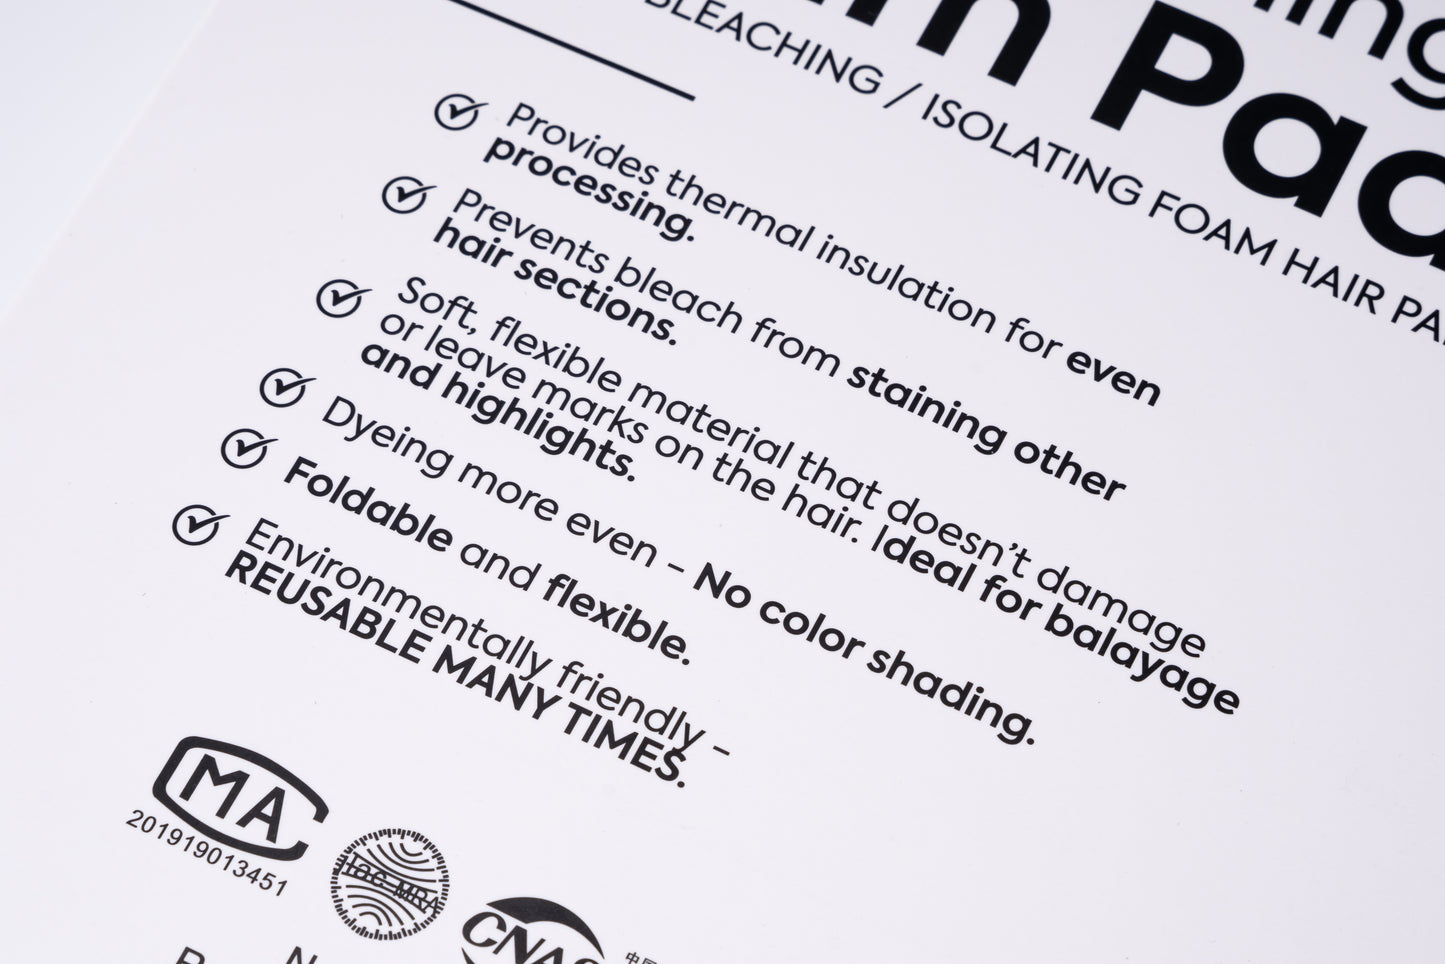 Pad
BLEACHING / ISOLATING FOAM HAIR
Provides thermal insulation for even
processing.
Prevents bleach from staining other
hair sections.
Soft, flexible material that doesn't damage
or leave marks on the hair. Ideal for balayage
and highlights.
Dyeing more even - No color shading.
Foldable and flexible.
Environmentally friendly -
REUSABLE MANY TIMES.
MA
201919013451
ilac-MRA
CNAS